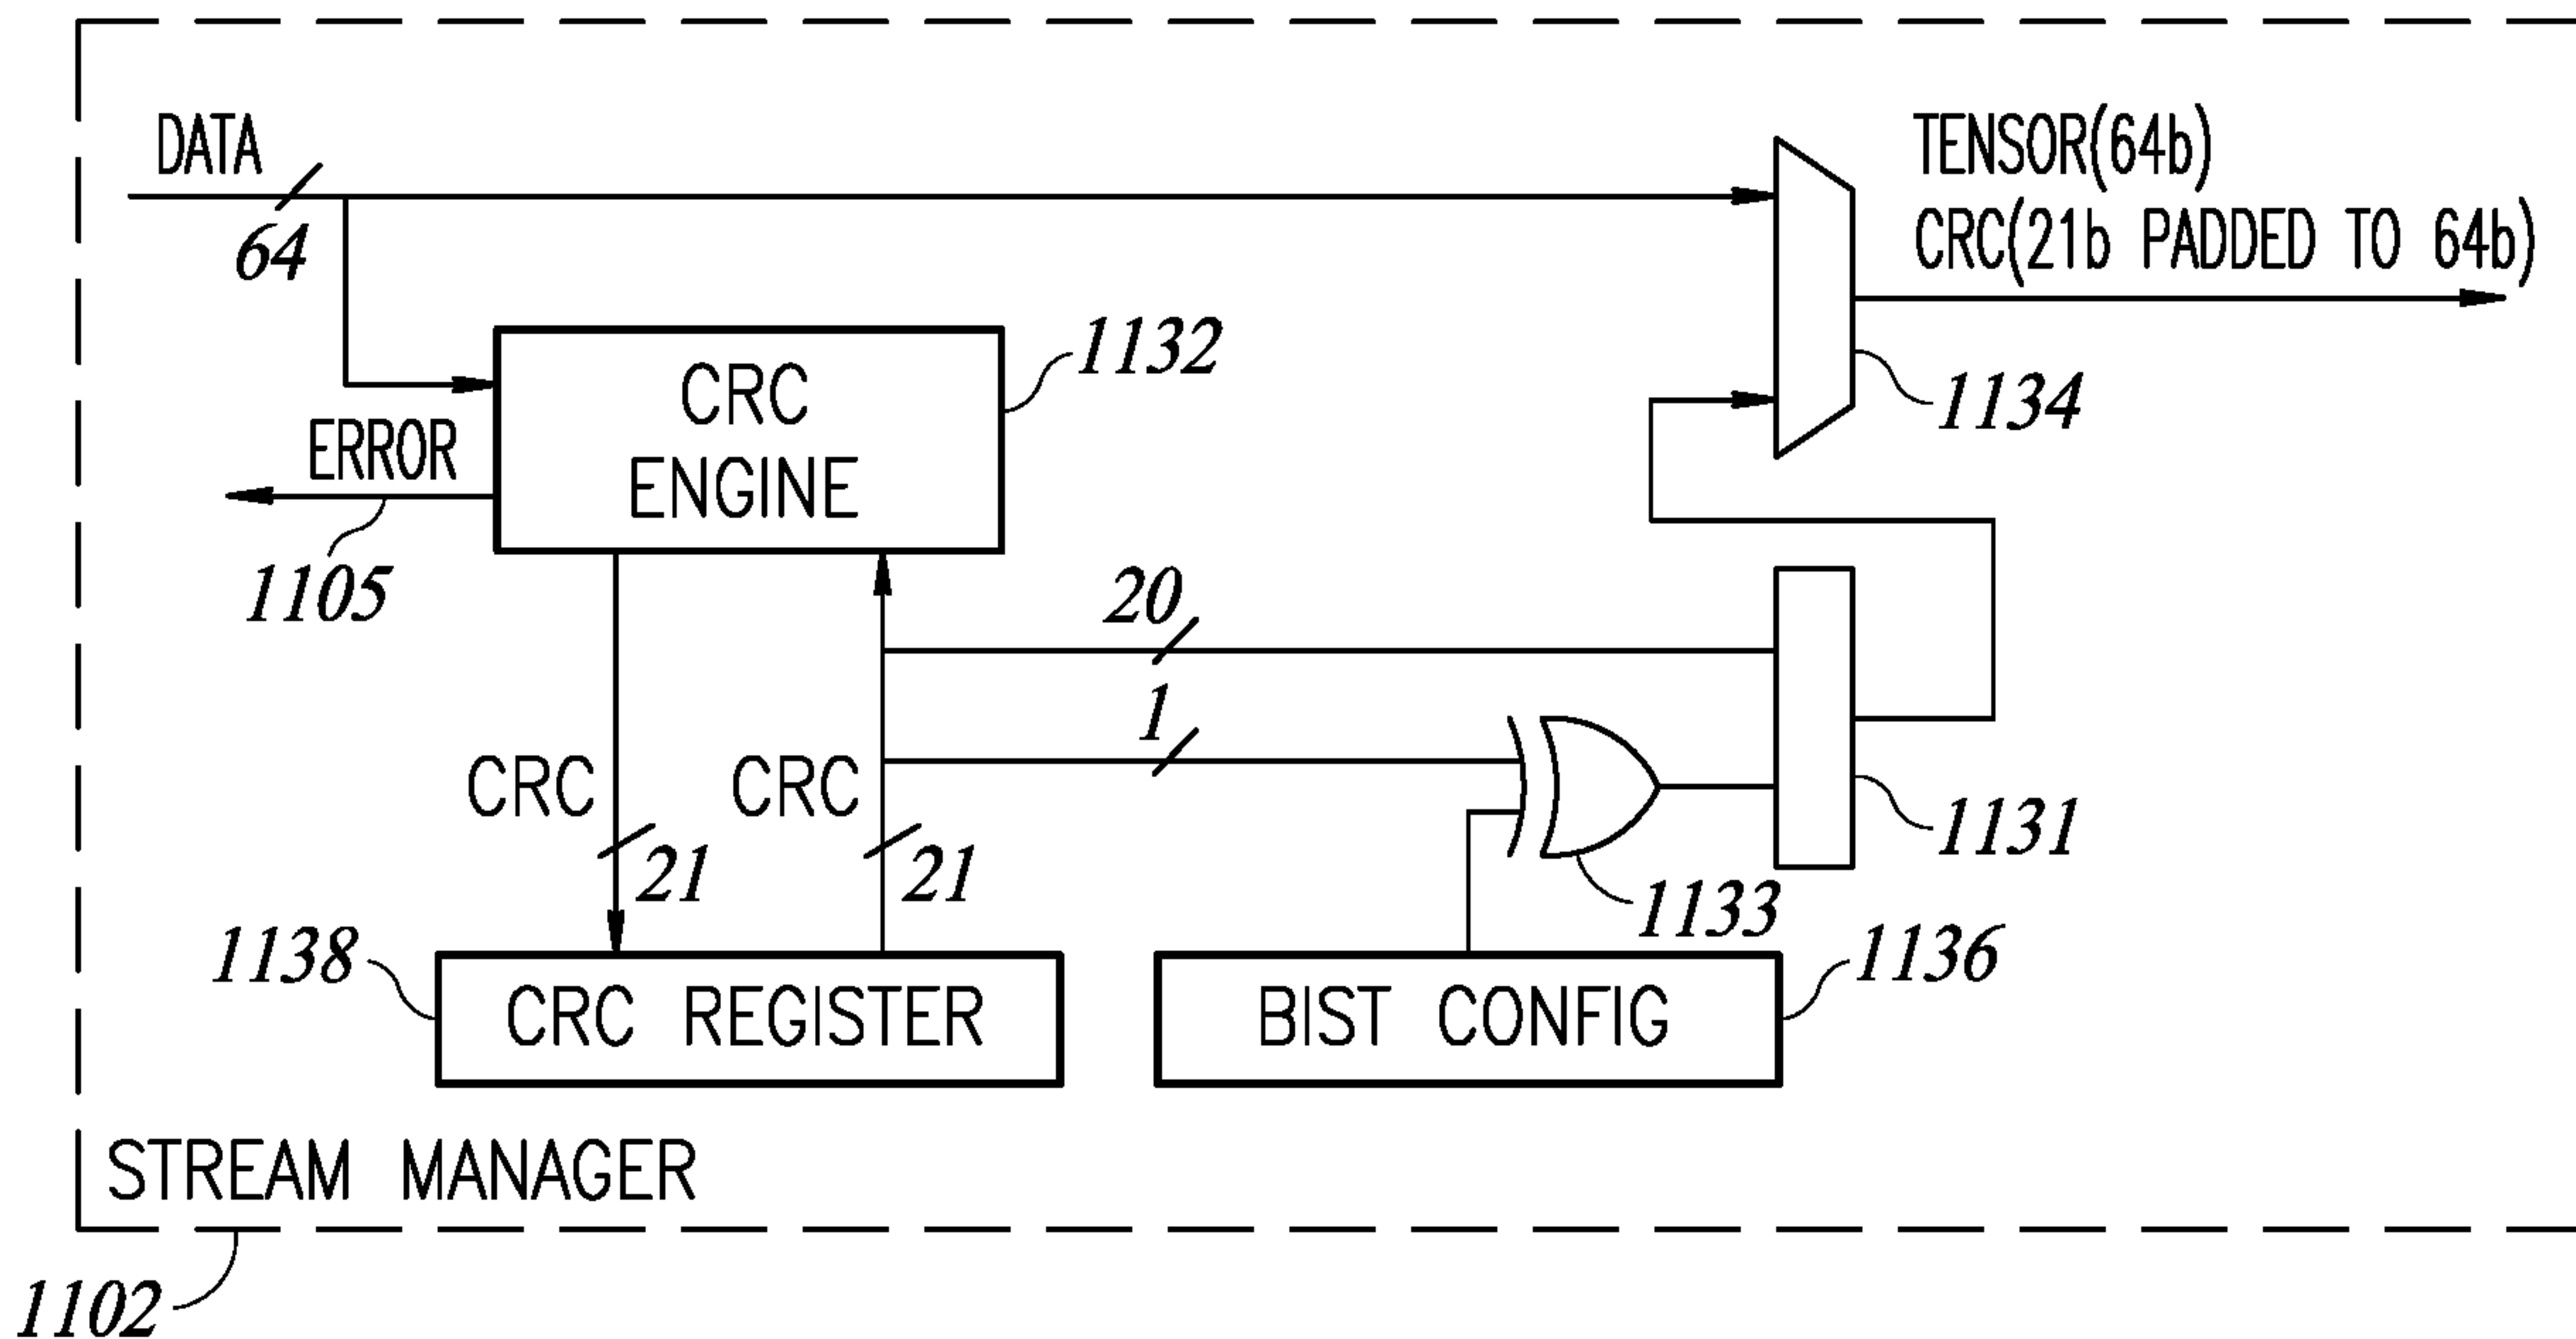 DATA
64
TENSOR(64b)
CRC(21b PADDED TO 64b)
1132
CRC
ENGINE
1134
ERROR
1105
20
1
CRC
21
CRC
21
1131
1133
1138
CRC REGISTER
BIST CONFIG
1136
STREAM MANAGER
1102